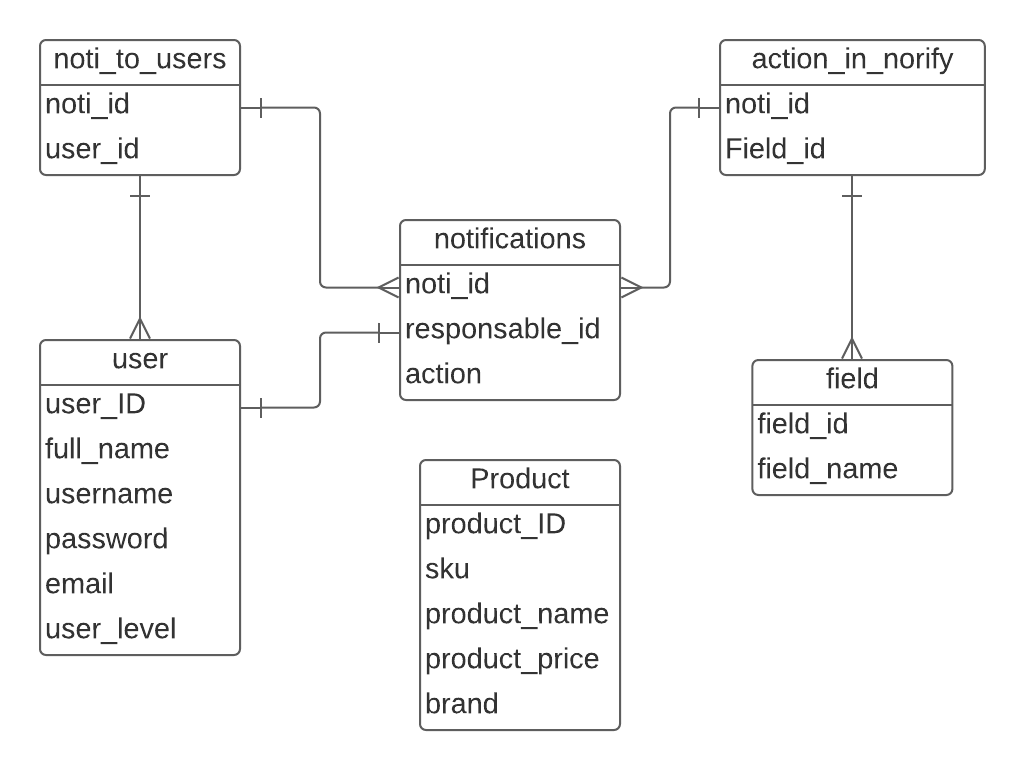 noti_to_users
noti_id
user_id
action_in_norify
noti_id
Field_id
notifications
noti_id
responsable_id
action
user
user_ID
full_name
username
password
email
user_level
field
field_id
field_name
Product
product_ID
sku
product_name
product_price
brand